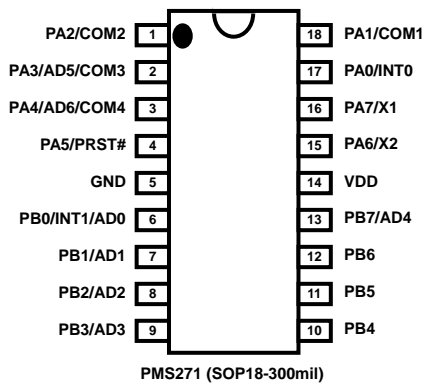 PA2/COM2 1 18 PA1/COM1
PA3/AD5/COM3 2 17 PA0/INT0
PA4/AD6/COM4 3 16 PA7/X1
PA5/PRST# 4 15 PA6/X2
GND 5 14 VDD
PB0/INT1/AD0 6 13 PB7/AD4
PB1/AD1 7 12 PB6
PB2/AD2 8 11 PB5
PB3/AD3 9 10 PB4
PMS271 (SOP18-300mil)